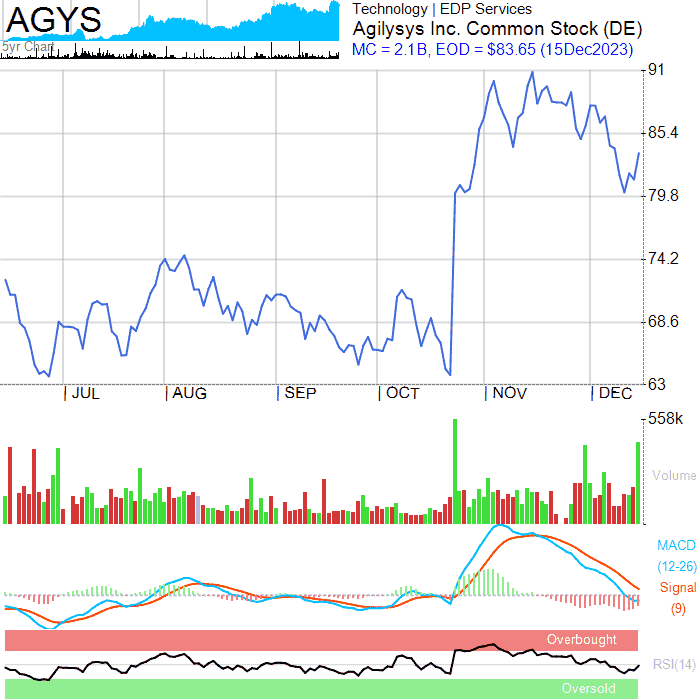 AGYS
5yr Chart
Technology | EDP Services
Agilysys Inc. Common Stock (DE)
MC = 2.1B, EOD = $83.65 (15Dec2023)
91
85.4
79.8
74.2
68.6
63
| JUL | AUG | SEP | OCT | NOV | DEC
558k
Volume
MACD
(12-26)
Signal
(9)
Overbought
RSI(14)
Oversold